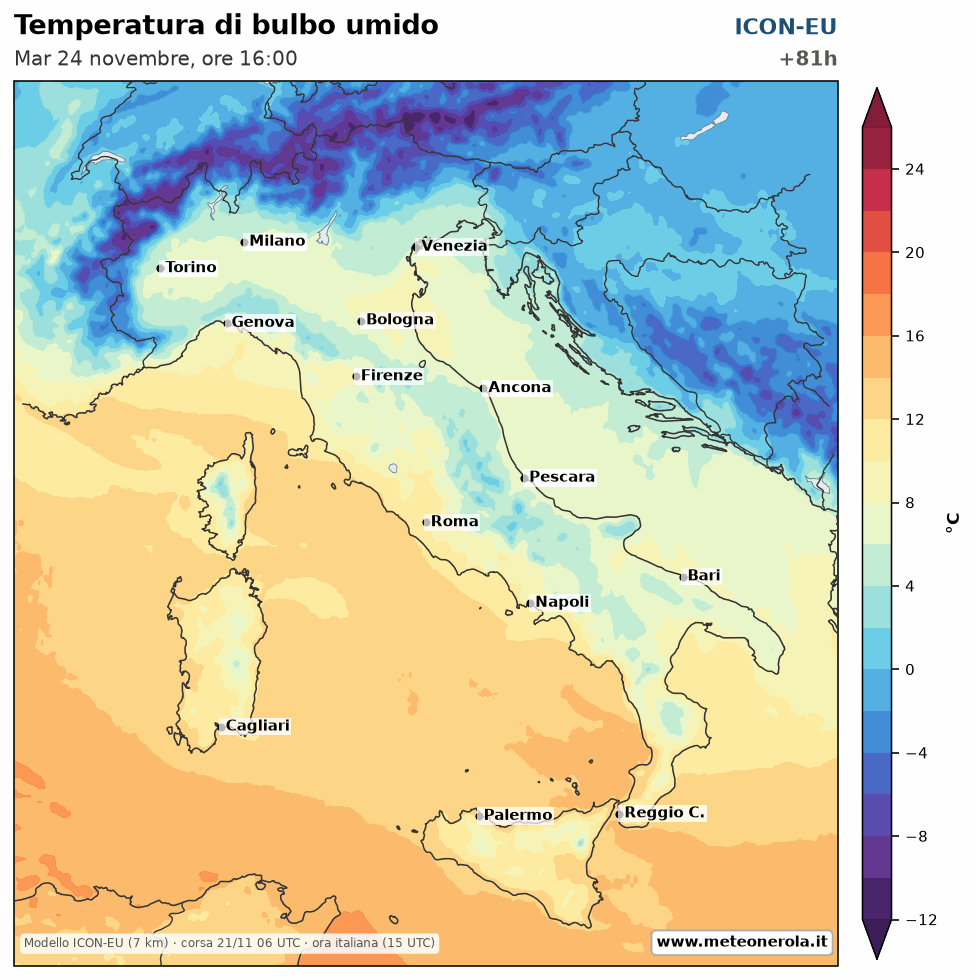 Temperatura di bulbo umido
ICON-EU
Mar 24 novembre, ore 16:00
+81h
Milano
Venezia
Torino
Genova
Bologna
Firenze
Ancona
Pescara
Roma
Bari
Napoli
Cagliari
Palermo
Reggio C.
24
20
16
12
8
4
0
−4
−8
−12
°C
Modello ICON-EU (7 km) · corsa 21/11 06 UTC · ora italiana (15 UTC)
www.meteonerola.it